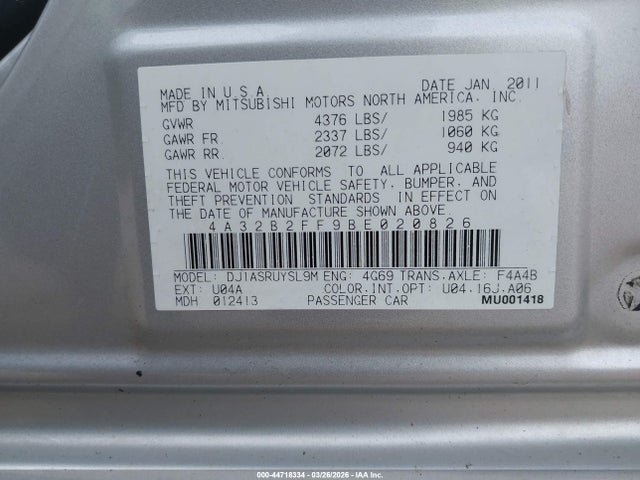 MADE IN U.S.A. DATE JAN 2011
MFD BY MITSUBISHI MOTORS NORTH AMERICA, INC.
GVWR 4376 LBS/ 1985 KG
GAWR FR. 2337 LBS/ 1060 KG
GAWR RR. 2072 LBS/ 940 KG
THIS VEHICLE CONFORMS TO ALL APPLICABLE
FEDERAL MOTOR VEHICLE SAFETY, BUMPER, AND
THEFT PREVENTION STANDARDS IN EFFECT ON
THE DATE OF MANUFACTURE SHOWN ABOVE.
4A32B2FF9BE020826
MODEL: DJ1ASRUYSL9M ENG: 4G69 TRANS.AXLE: F4A4B
EXT: U04A COLOR.INT.OPT: U04.16J.A06
MDH 012413 PASSENGER CAR MU001418
000-44718334 | 03/26/2026 | IAA Inc.